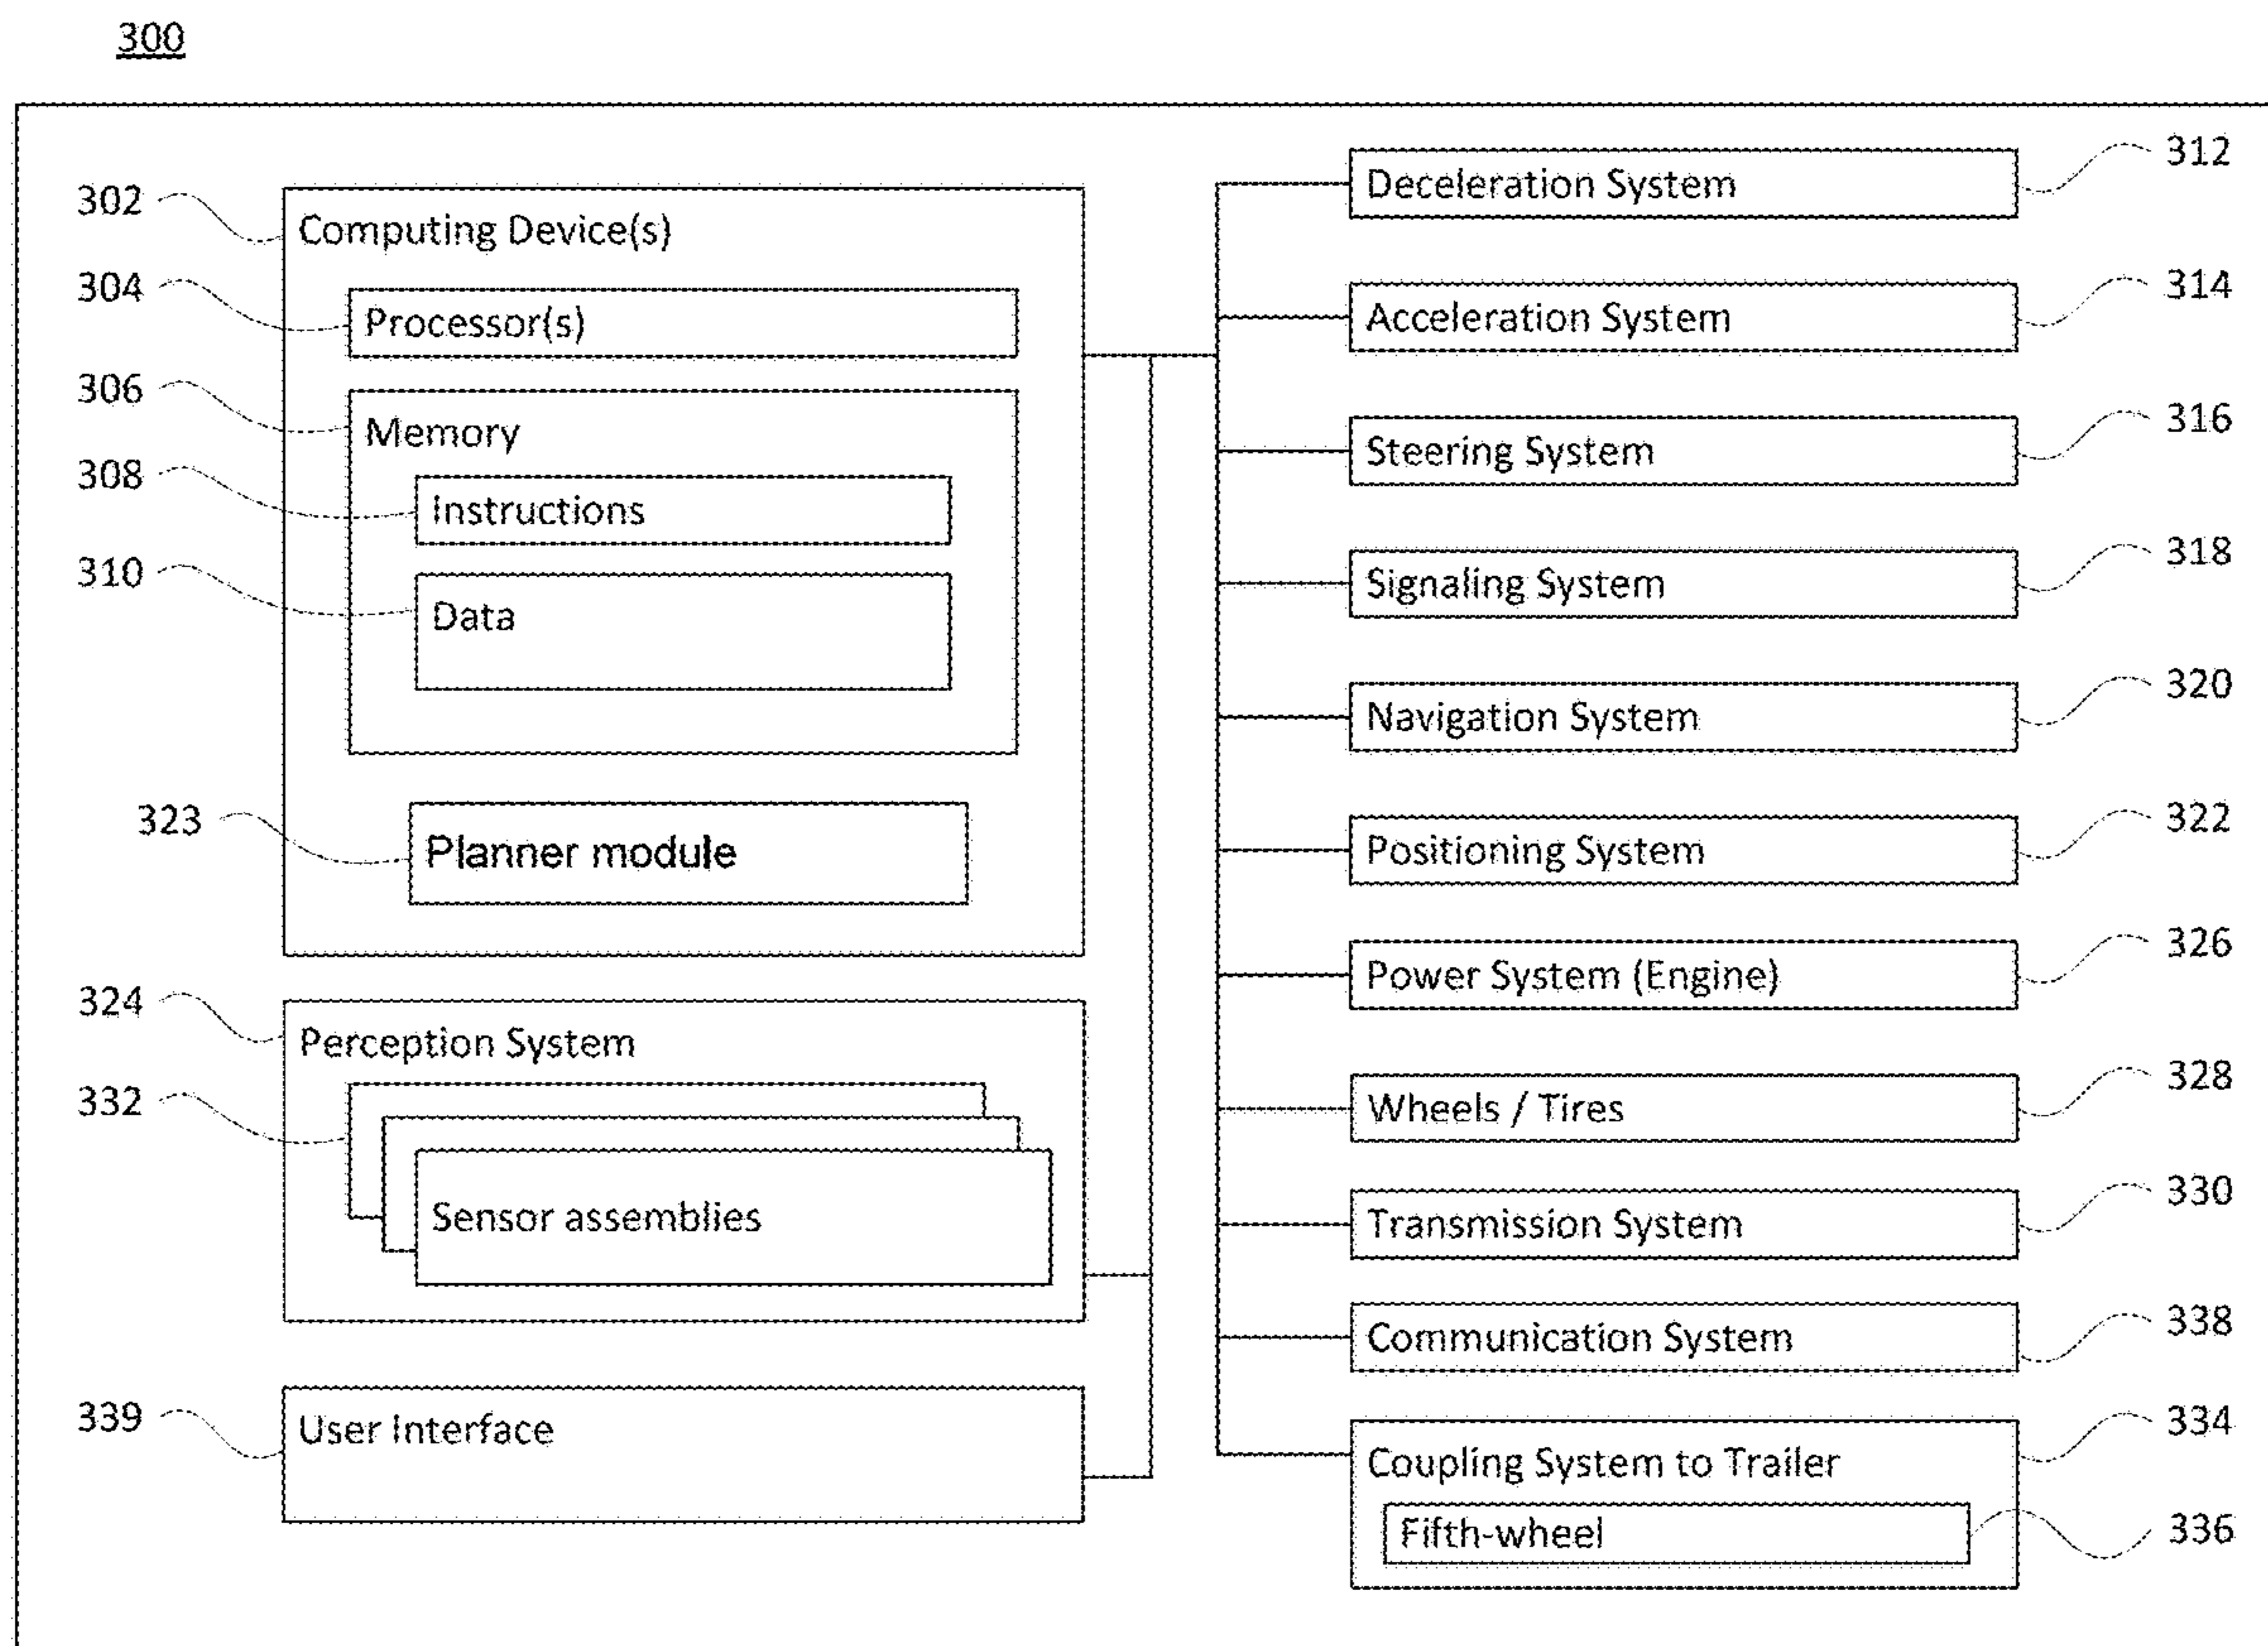 300
302
Computing Device(s)
304
Processor(s)
306
Memory
308
Instructions
310
Data
323
Planner module
324
Perception System
332
Sensor assemblies
339
User Interface
Deceleration System
312
Acceleration System
314
Steering System
316
Signaling System
318
Navigation System
320
Positioning System
322
Power System (Engine)
326
Wheels / Tires
328
Transmission System
330
Communication System
338
Coupling System to Trailer
334
Fifth-wheel
336